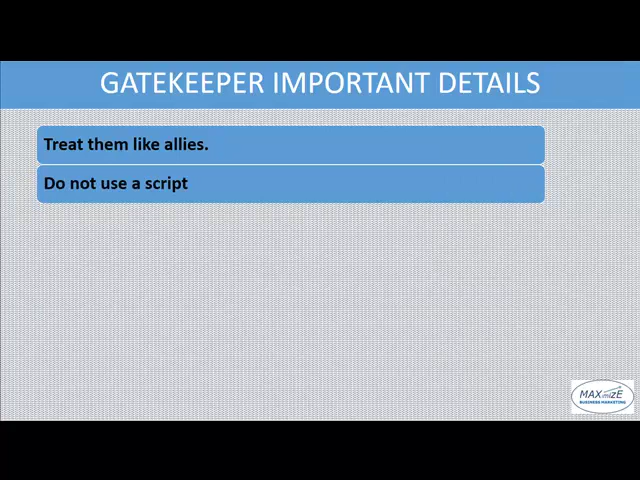 GATEKEEPER IMPORTANT DETAILS
Treat them like allies.
Do not use a script
MAXimizE
BUSINESS MARKETING